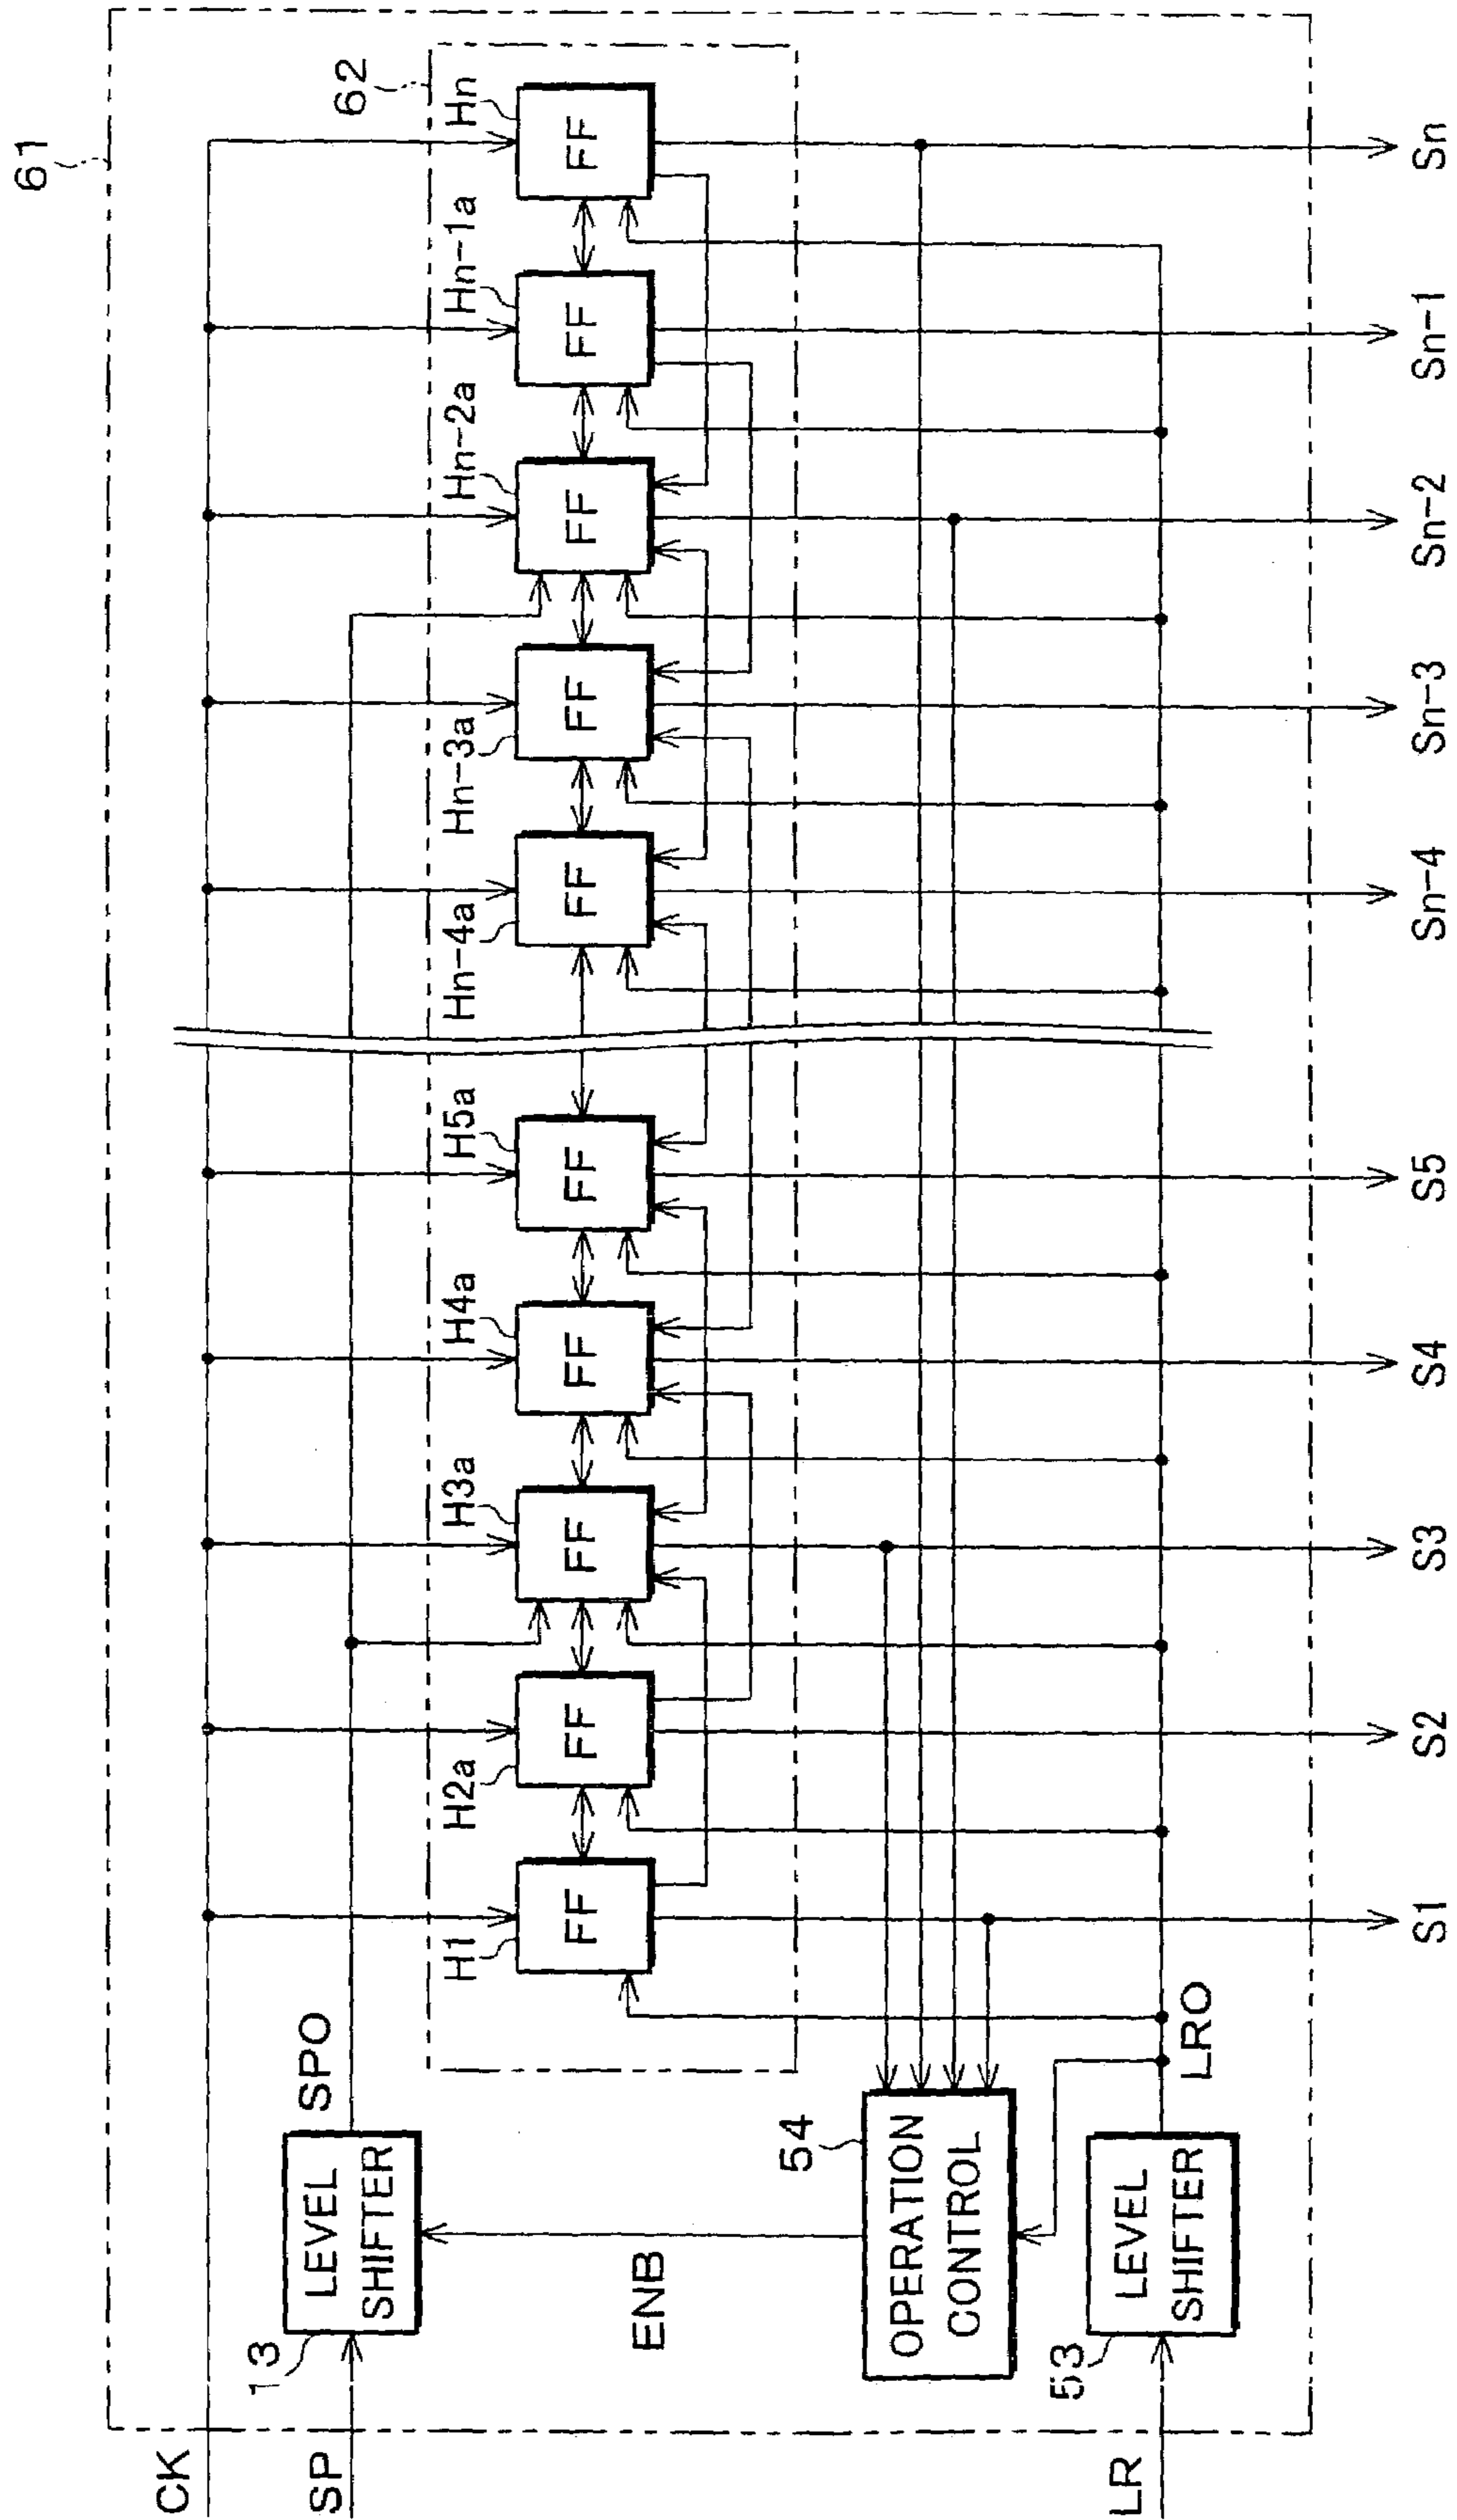 61
62
CK
SP
13
LEVEL
SHIFTER
SPO
H1
H2a
H3a
H4a
H5a
Hn-4a
Hn-3a
Hn-2a
Hn-1a
Hn
FF
FF
FF
FF
FF
FF
FF
FF
FF
FF
ENB
54
OPERATION
CONTROL
LR
53
LEVEL
SHIFTER
LRO
S1
S2
S3
S4
S5
Sn-4
Sn-3
Sn-2
Sn-1
Sn